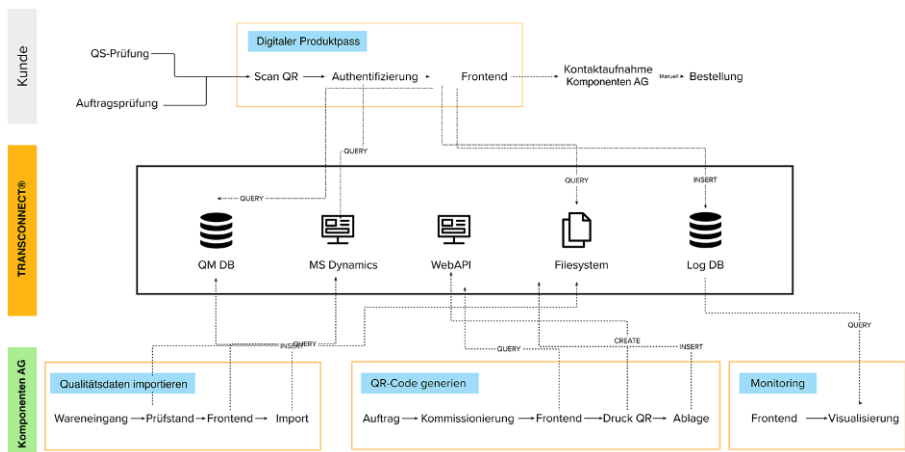 Kunde
Digitaler Produktpass
QS-Prüfung
Auftragsprüfung
Scan QR
Authentifizierung
Frontend
Kontaktaufnahme
Komponenten AG
Manuell
Bestellung
TRANSCONNECT®
QUERY
QUERY
QUERY
INSERT
QM DB
MS Dynamics
WebAPI
Filesystem
Log DB
INSERT
QUERY
QUERY
CREATE
INSERT
QUERY
Komponenten AG
Qualitätsdaten importieren
Wareneingang
Prüfstand
Frontend
Import
QR-Code generien
Auftrag
Kommissionierung
Frontend
Druck QR
Ablage
Monitoring
Frontend
Visualisierung